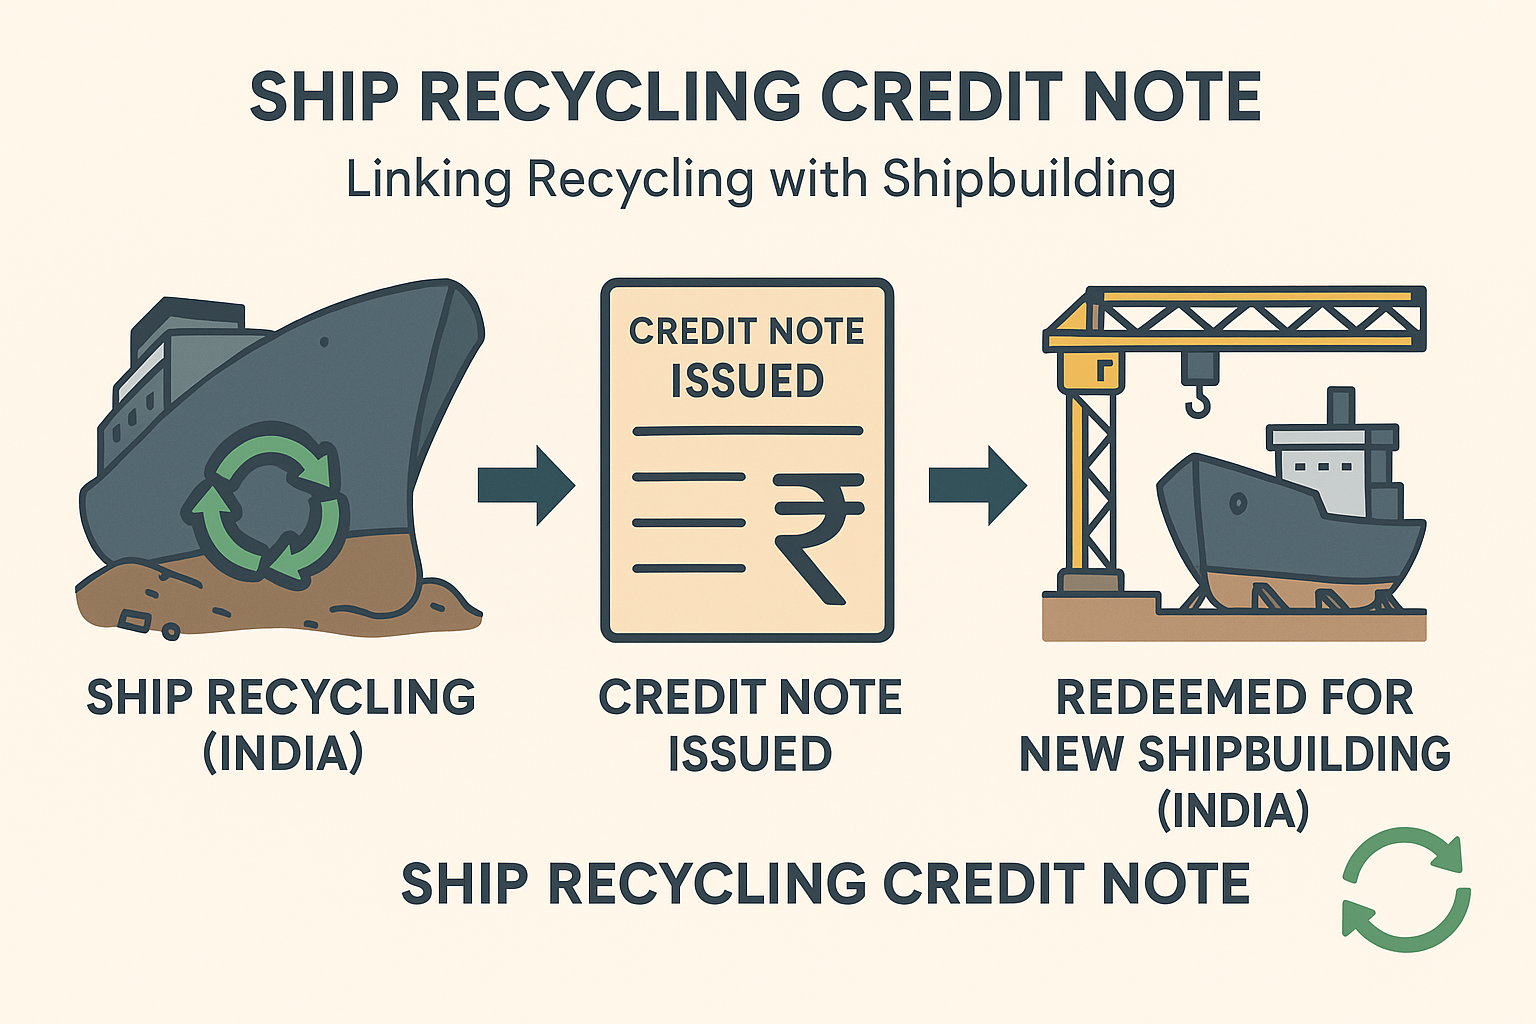 SHIP RECYCLING CREDIT NOTE
Linking Recycling with Shipbuilding
CREDIT NOTE
ISSUED
₹
SHIP RECYCLING
(INDIA)
CREDIT NOTE
ISSUED
REDEEMED FOR
NEW SHIPBUILDING
(INDIA)
SHIP RECYCLING CREDIT NOTE